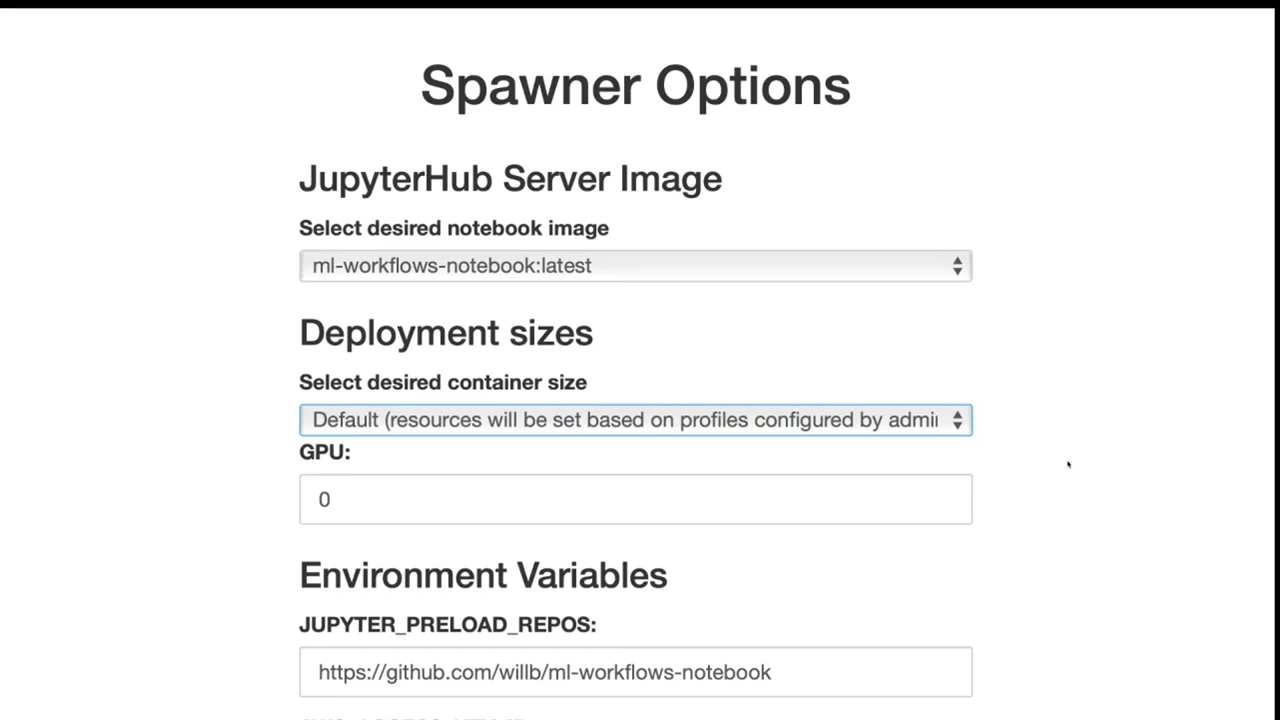 Spawner Options
JupyterHub Server Image
Select desired notebook image
ml-workflows-notebook:latest
Deployment sizes
Select desired container size
Default (resources will be set based on profiles configured by admi
GPU:
0
Environment Variables
JUPYTER_PRELOAD_REPOS:
https://github.com/willb/ml-workflows-notebook